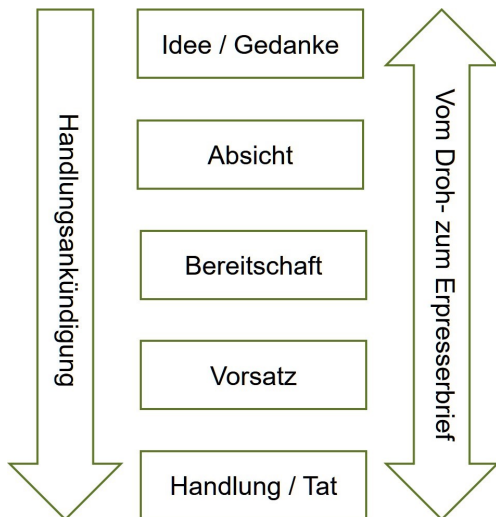 Idee / Gedanke
Absicht
Bereitschaft
Vorsatz
Handlung / Tat
Handlungsankündigung
Vom Droh- zum Erpresserbrief